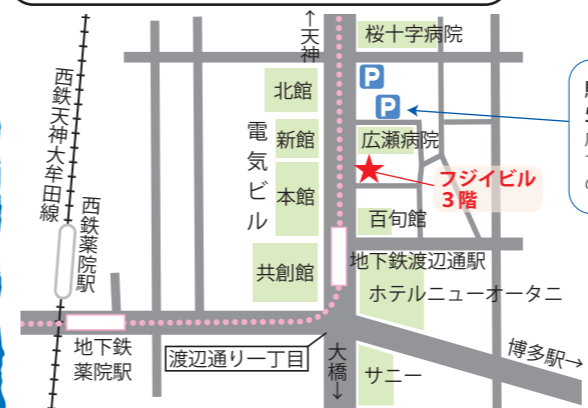 ↑天神
桜十字病院
P
P
北館
新館
電気ビル
本館
共創館
広瀬病院
フジイビル
3階
百旬館
地下鉄渡辺通駅
ホテルニューオータニ
西鉄天神大牟田線
西鉄薬院駅
地下鉄
薬院駅
渡辺通り一丁目
大橋↓
サニー
博多駅→